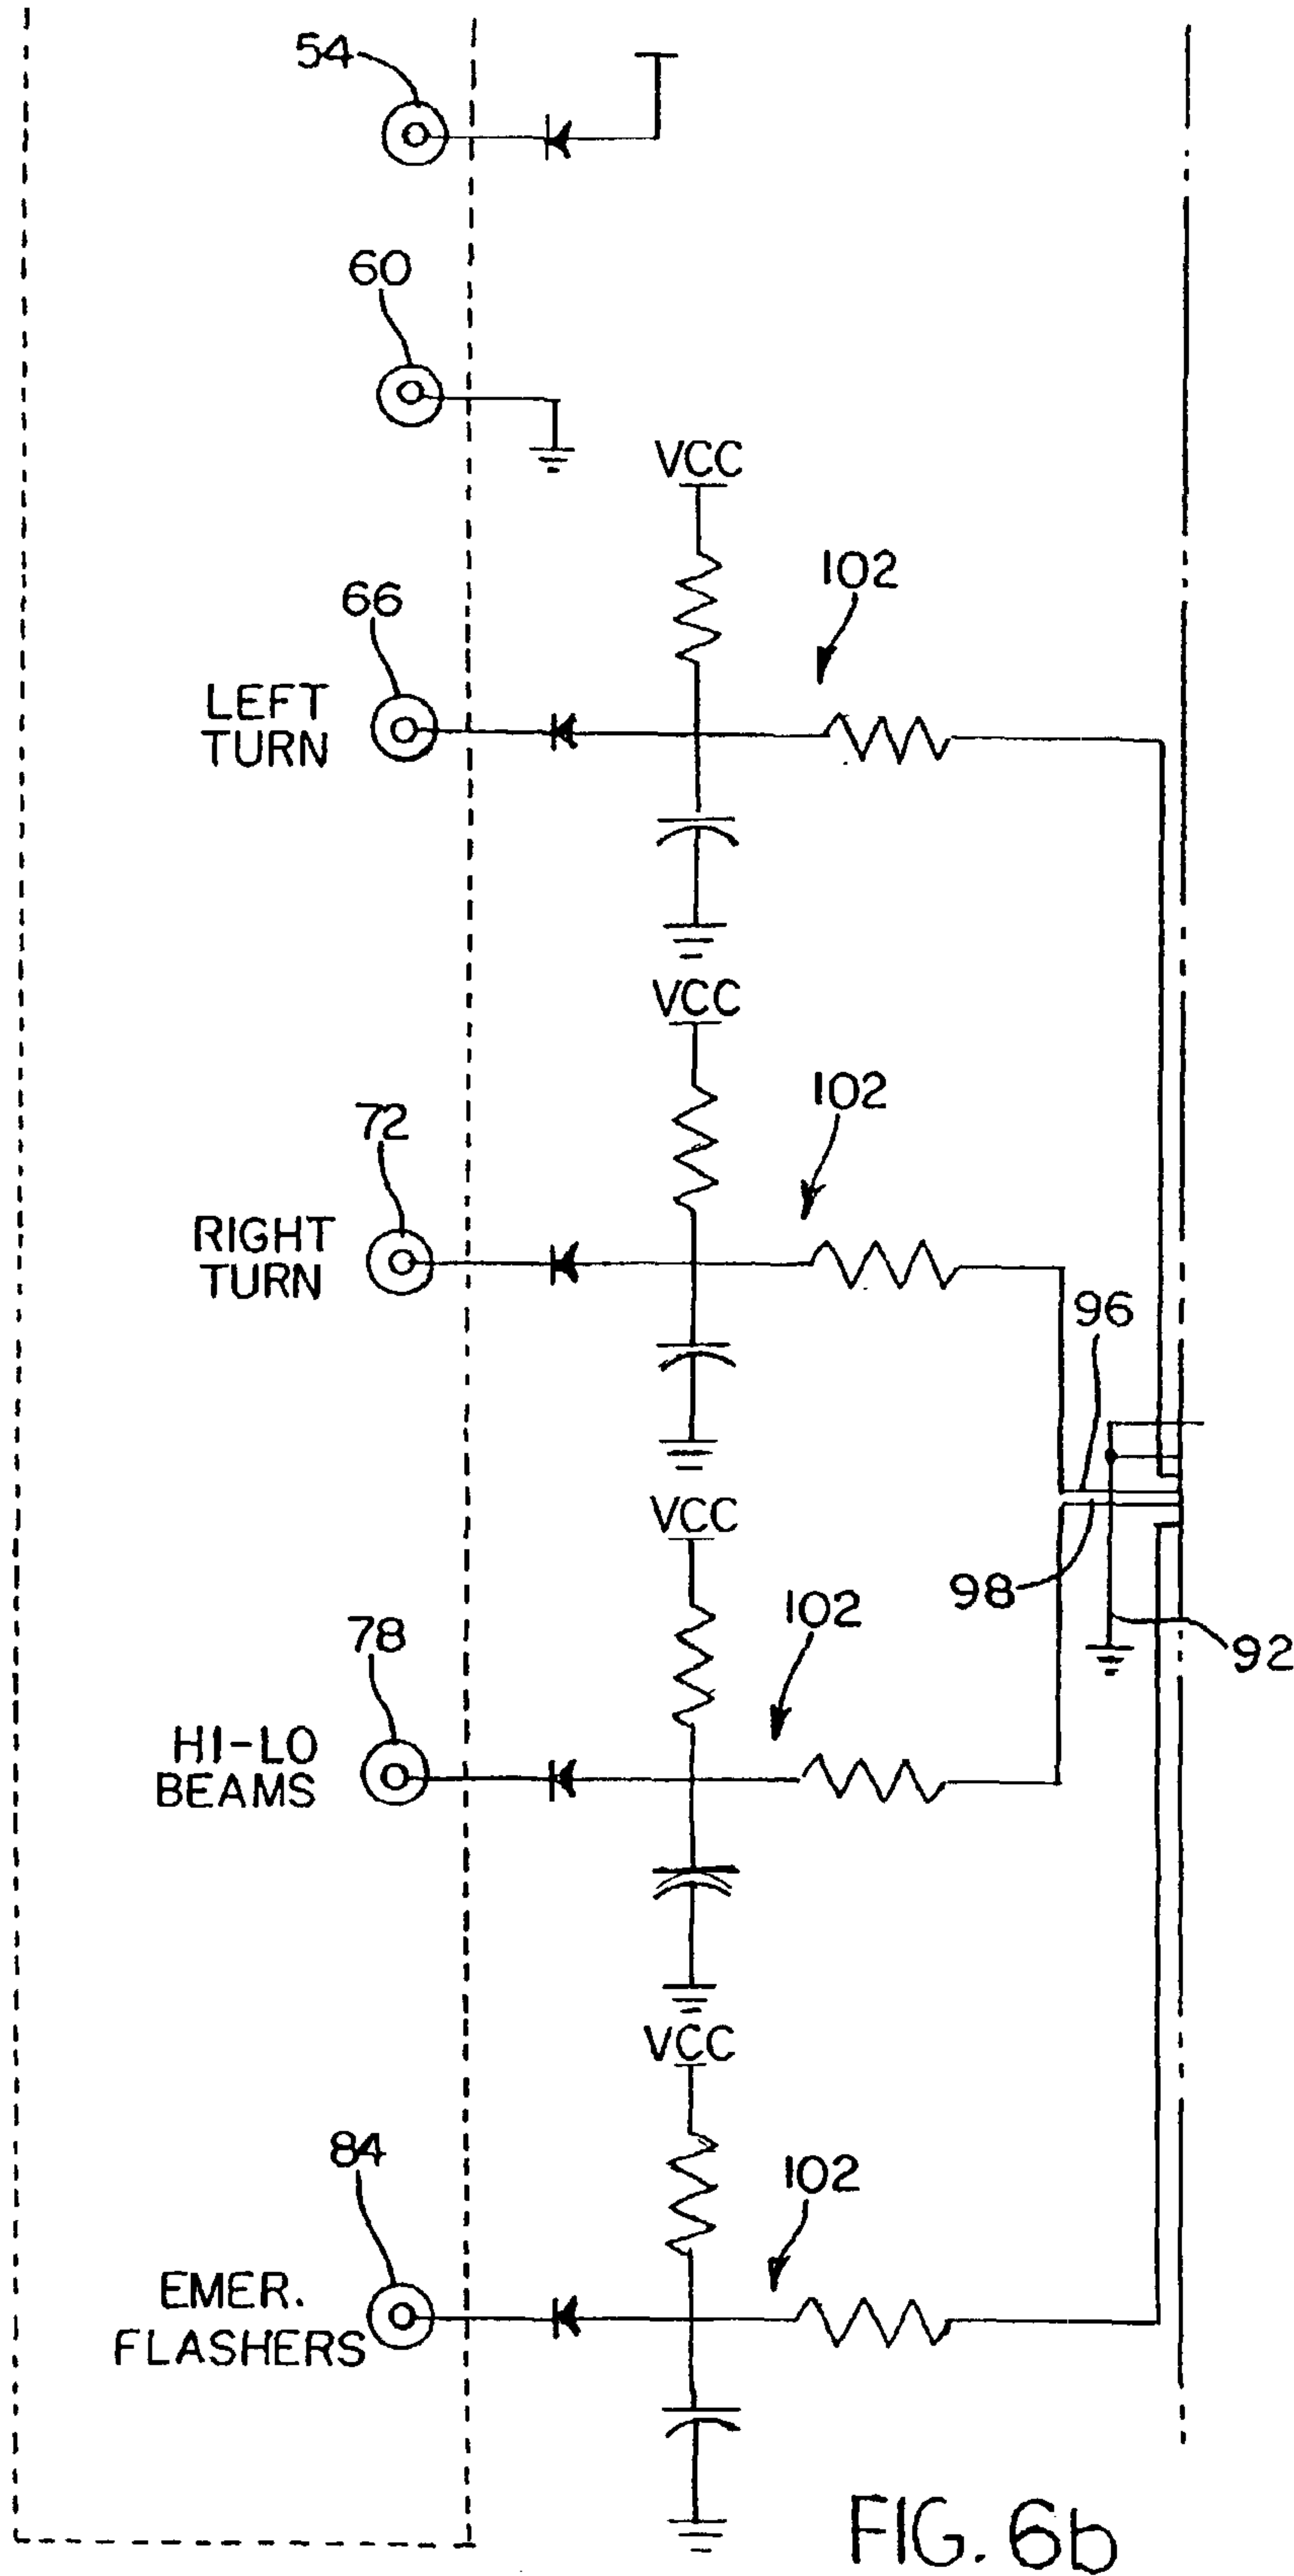 54
60
VCC
102
66
LEFT
TURN
VCC
102
72
RIGHT
TURN
96
VCC
98
102
78
92
HI-LO
BEAMS
VCC
84
102
EMER.
FLASHERS
FIG. 6b